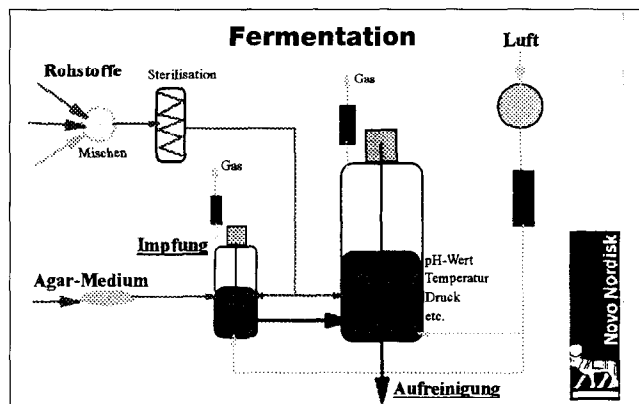 Fermentation
Luft
Rohstoffe
Sterilisation
Gas
Mischen
Gas
Impfung
Agar-Medium
pH-Wert
Temperatur
Druck
etc.
Aufreinigung
Novo Nordisk